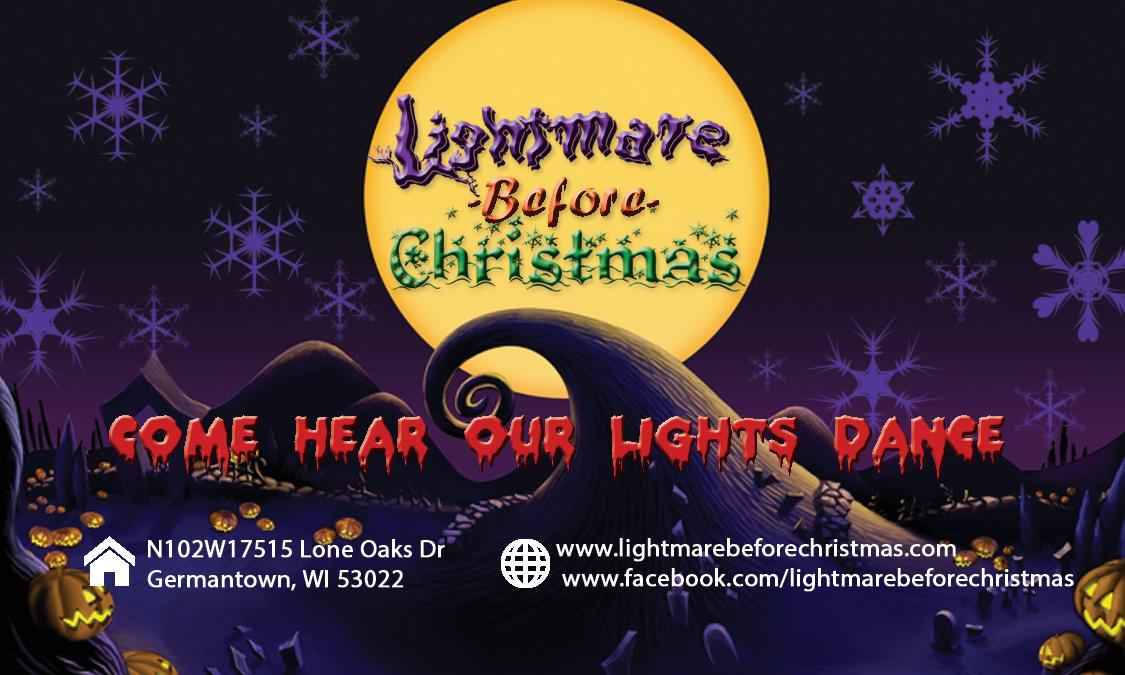 Lightmare
-Before-
Christmas
COME HEAR OUR LIGHTS DANCE
N102W17515 Lone Oaks Dr
Germantown, WI 53022
www.lightmarebeforechristmas.com
www.facebook.com/lightmarebeforechristmas